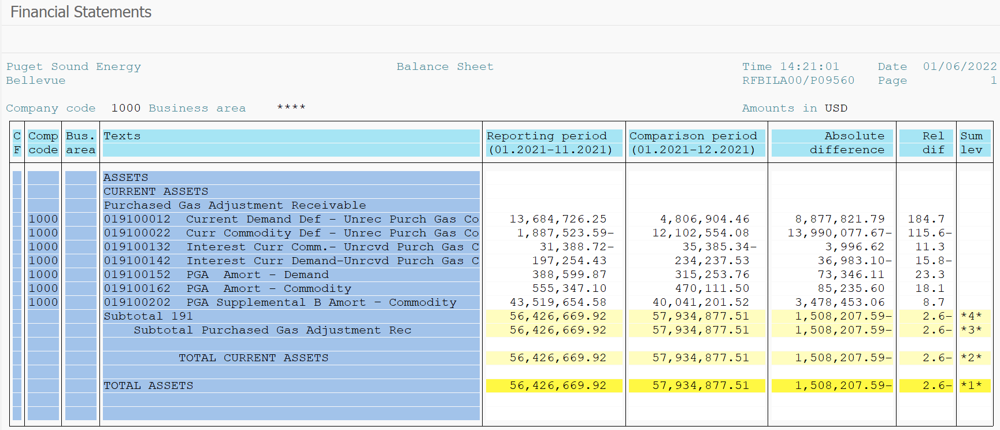 Financial Statements
Puget Sound Energy Balance Sheet Time 14:21:01 Date 01/06/2022
Bellevue RFBILA00/P09560 Page 1
Company code 1000 Business area **** Amounts in USD
C Comp Bus. Texts Reporting period Comparison period Absolute Rel Sum
F code area (01.2021-11.2021) (01.2021-12.2021) difference dif lev
ASSETS
CURRENT ASSETS
Purchased Gas Adjustment Receivable
1000 019100012 Current Demand Def - Unrec Purch Gas Co 13,684,726.25 4,806,904.46 8,877,821.79 184.7
1000 019100022 Curr Commodity Def - Unrec Purch Gas Co 1,887,523.59- 12,102,554.08 13,990,077.67- 115.6-
1000 019100132 Interest Curr Comm.- Unrcvd Purch Gas C 31,388.72- 35,385.34- 3,996.62 11.3
1000 019100142 Interest Curr Demand-Unrcvd Purch Gas C 197,254.43 234,237.53 36,983.10- 15.8-
1000 019100152 PGA Amort - Demand 388,599.87 315,253.76 73,346.11 23.3
1000 019100162 PGA Amort - Commodity 555,347.10 470,111.50 85,235.60 18.1
1000 019100202 PGA Supplemental B Amort - Commodity 43,519,654.58 40,041,201.52 3,478,453.06 8.7
Subtotal 191 56,426,669.92 57,934,877.51 1,508,207.59- 2.6- *4*
Subtotal Purchased Gas Adjustment Rec 56,426,669.92 57,934,877.51 1,508,207.59- 2.6- *3*
TOTAL CURRENT ASSETS 56,426,669.92 57,934,877.51 1,508,207.59- 2.6- *2*
TOTAL ASSETS 56,426,669.92 57,934,877.51 1,508,207.59- 2.6- *1*